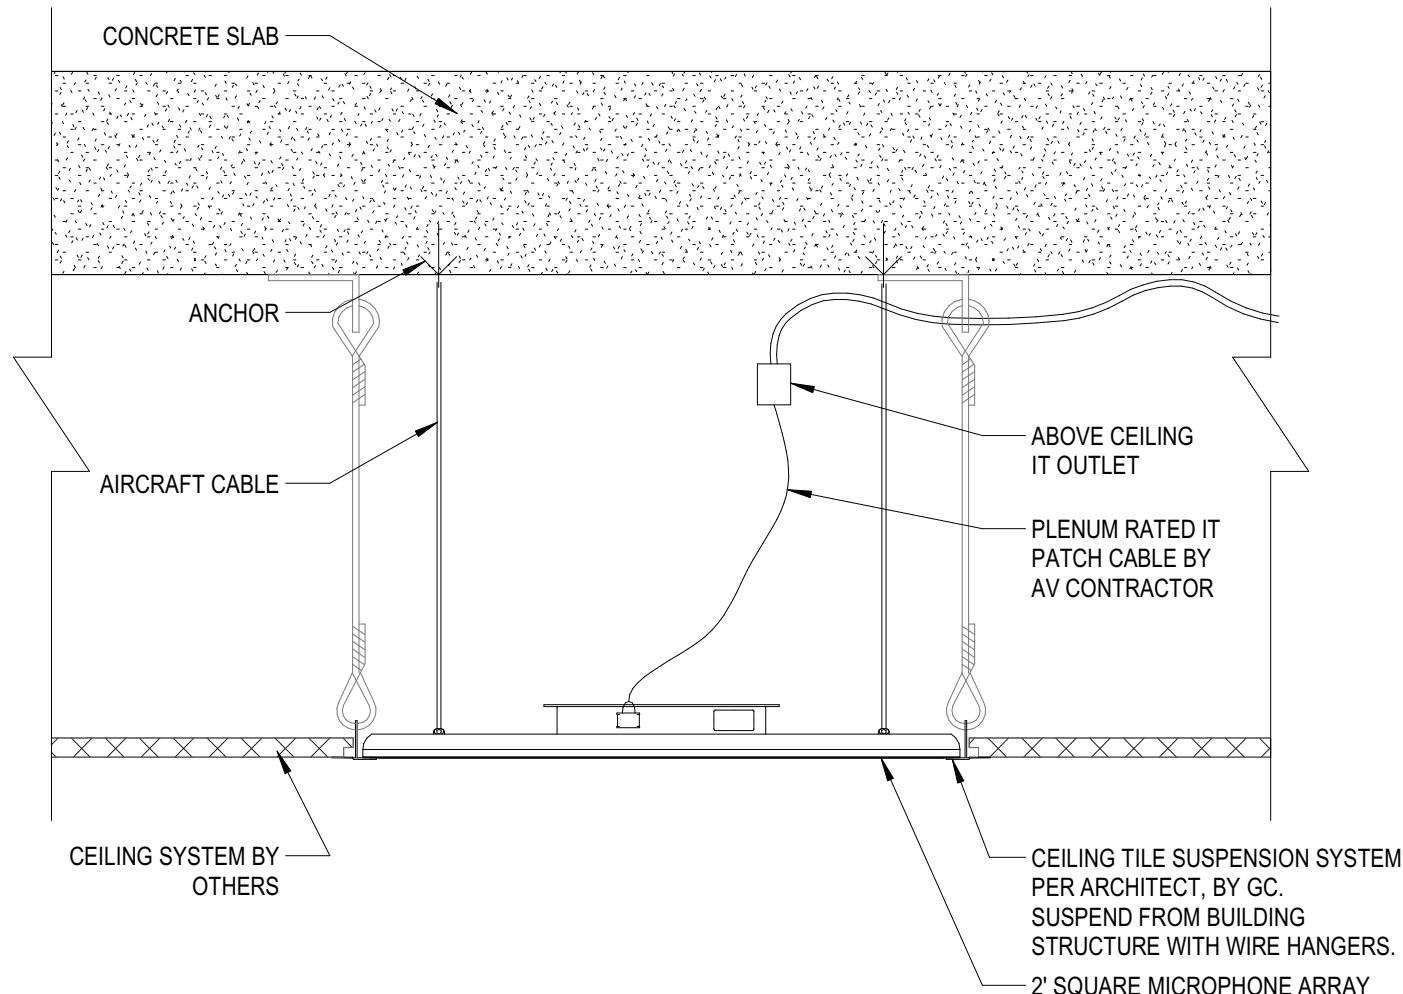 CONCRETE SLAB
ANCHOR
AIRCRAFT CABLE
ABOVE CEILING
IT OUTLET
PLENUM RATED IT
PATCH CABLE BY
AV CONTRACTOR
CEILING SYSTEM BY
OTHERS
CEILING TILE SUSPENSION SYSTEM
PER ARCHITECT, BY GC.
SUSPEND FROM BUILDING
STRUCTURE WITH WIRE HANGERS.
2' SQUARE MICROPHONE ARRAY